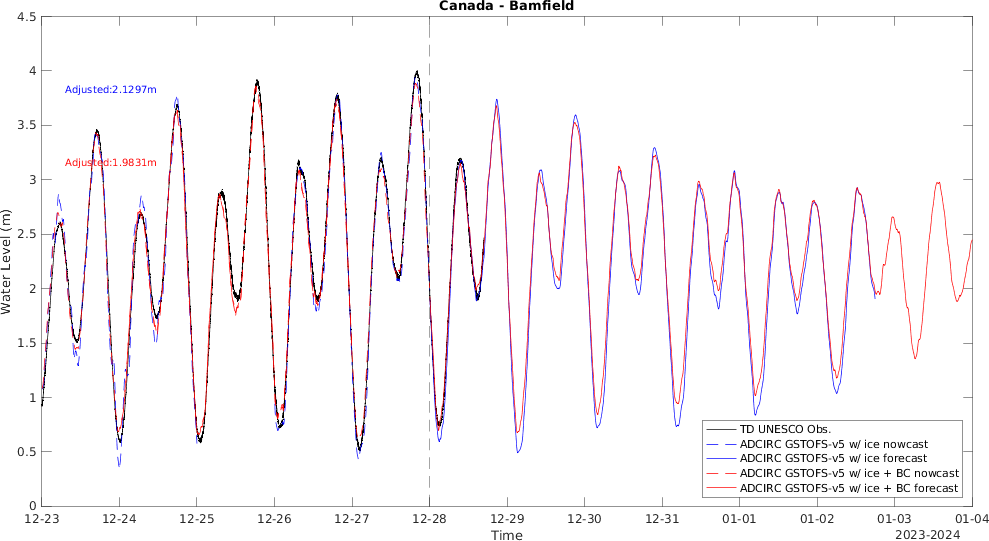 Canada - Bamfield
4.5
4
3.5
3
2.5
2
1.5
1
0.5
0
Water Level (m)
Adjusted:2.1297m
Adjusted:1.9831m
TD UNESCO Obs.
ADCIRC GSTOFS-v5 w/ ice nowcast
ADCIRC GSTOFS-v5 w/ ice forecast
ADCIRC GSTOFS-v5 w/ ice + BC nowcast
ADCIRC GSTOFS-v5 w/ ice + BC forecast
12-23 12-24 12-25 12-26 12-27 12-28 12-29 12-30 12-31 01-01 01-02 01-03 01-04
Time
2023-2024